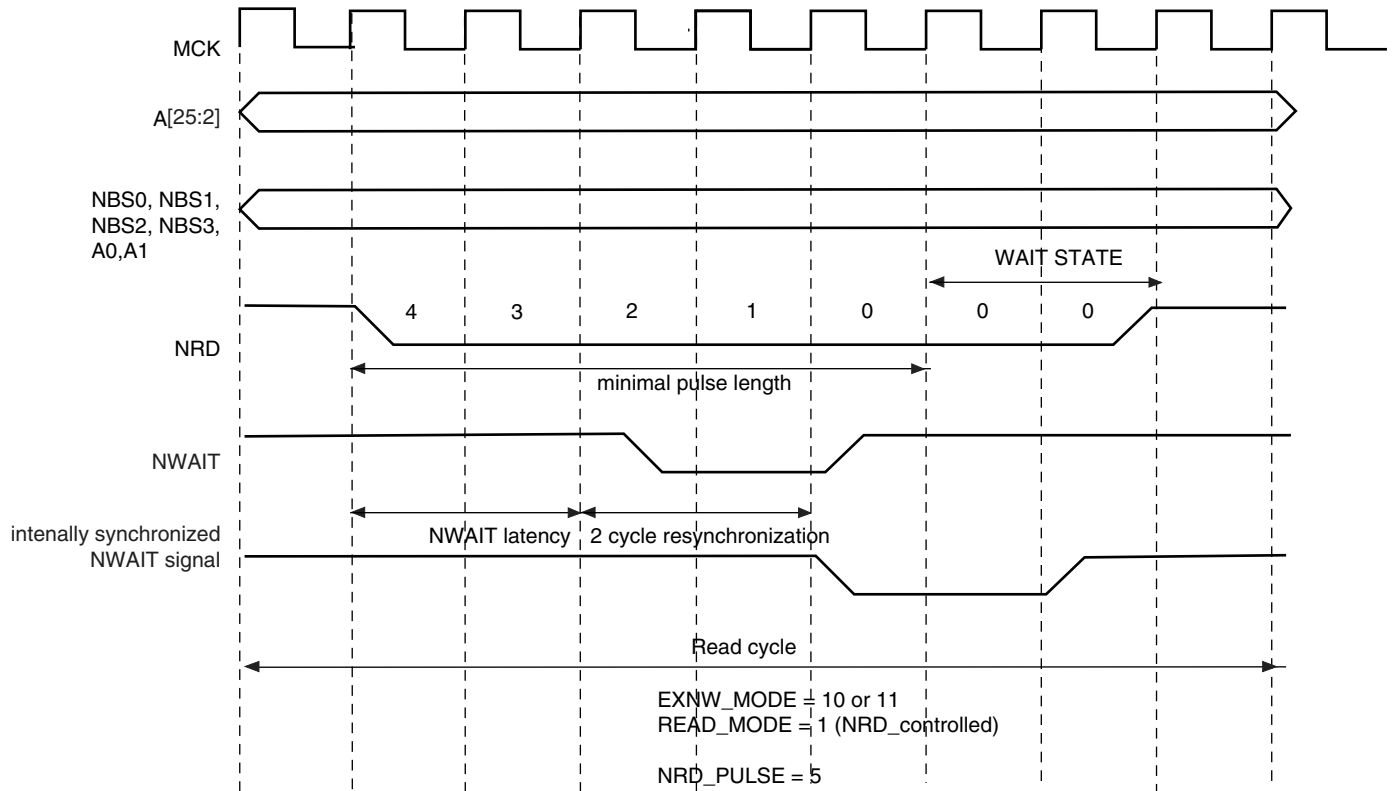 MCK
A[25:2]
NBS0, NBS1,
NBS2, NBS3,
A0,A1
WAIT STATE
4 3 2 1 0 0 0
NRD
minimal pulse length
NWAIT
NWAIT latency 2 cycle resynchronization
intenally synchronized
NWAIT signal
Read cycle
EXNW_MODE = 10 or 11
READ_MODE = 1 (NRD_controlled)
NRD_PULSE = 5